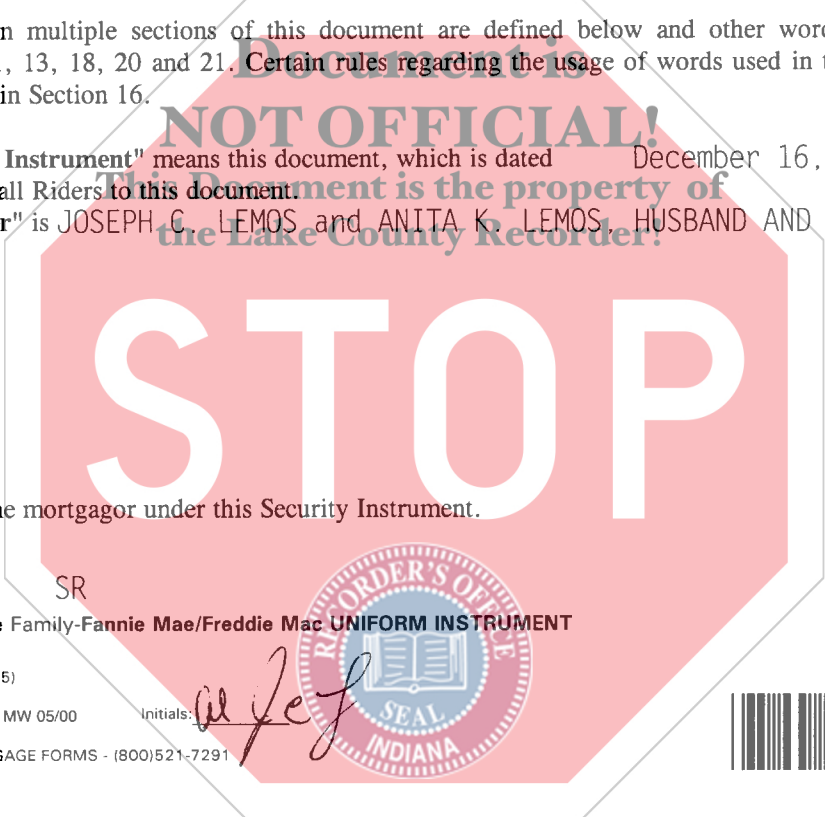 n multiple sections of this document are defined below and other word
, 13, 18, 20 and 21. Certain rules regarding the usage of words used in t
Document is
in Section 16.
NOT OFFICIAL!
Instrument" means this document, which is dated December 16,
all Riders to this document.
This Document is the property of
r" is JOSEPH C. LEMOS and ANITA K. LEMOS, HUSBAND AND
the Lake County Recorder!
STOP
e mortgagor under this Security Instrument.
SR
e Family-Fannie Mae/Freddie Mac UNIFORM INSTRUMENT
5)
MW 05/00 Initials:
GAGE FORMS - (800)521-7291
RECORDER'S OFFICE
SEAL
INDIANA